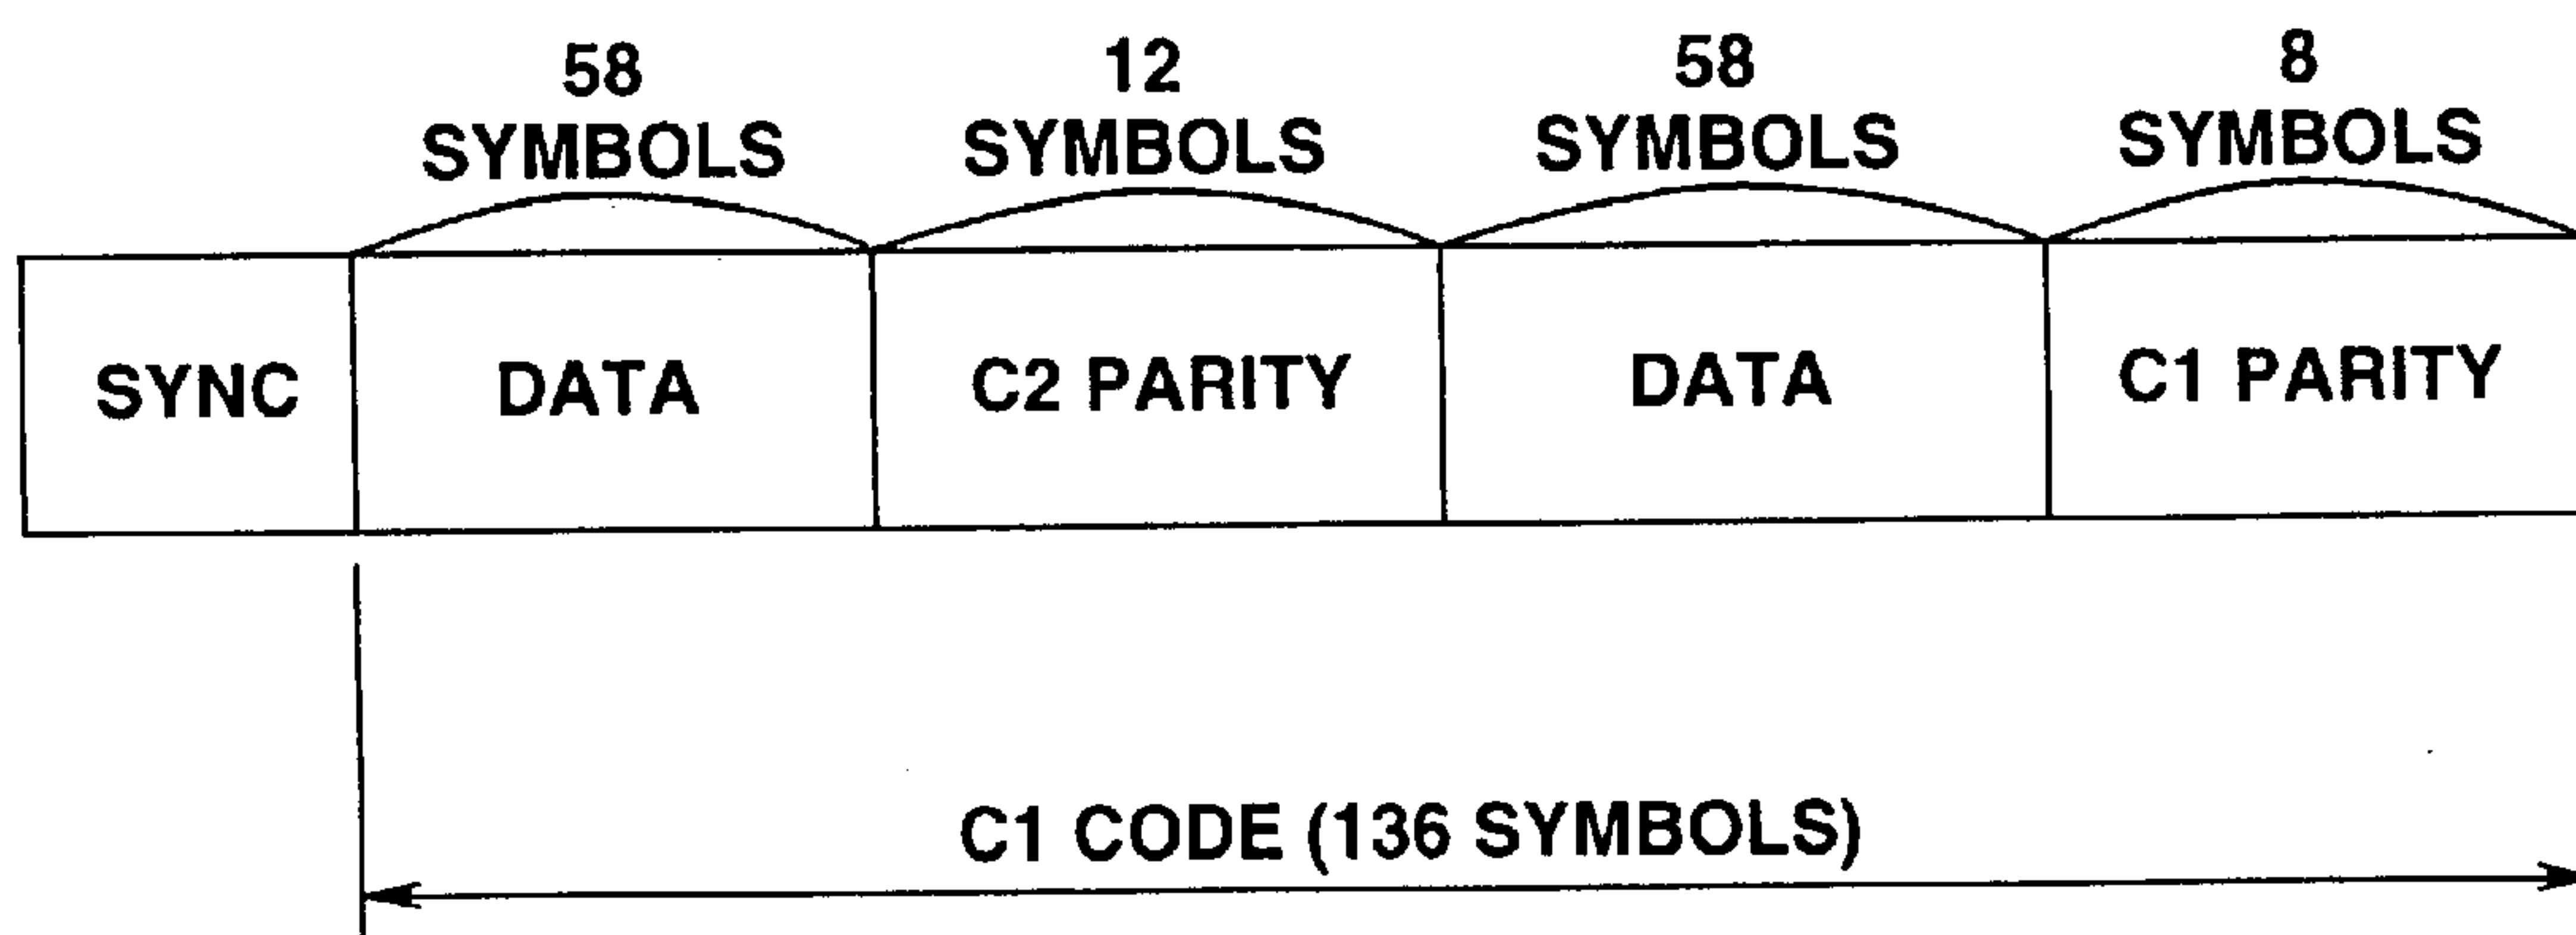 58 12 58 8
SYMBOLS SYMBOLS SYMBOLS SYMBOLS
SYNC DATA C2 PARITY DATA C1 PARITY
C1 CODE (136 SYMBOLS)